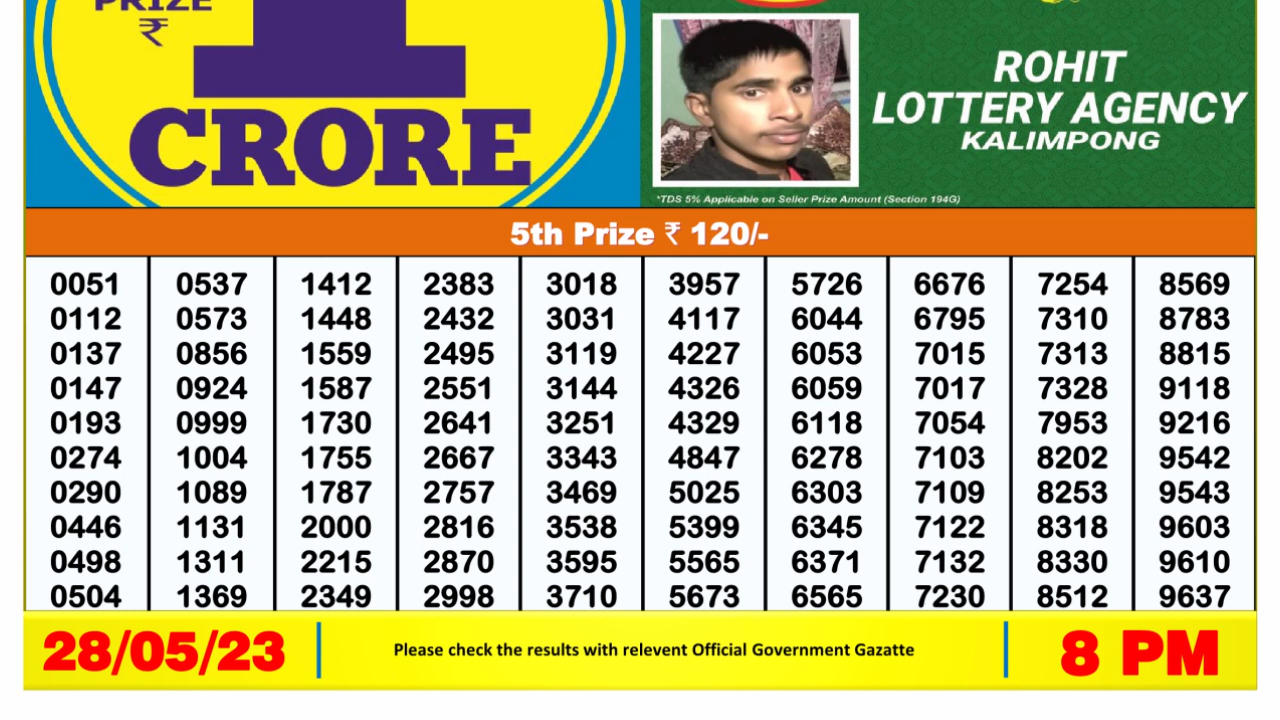 PRIZE
₹
1
CRORE
ROHIT
LOTTERY AGENCY
KALIMPONG
*TDS 5% Applicable on Seller Prize Amount (Section 194G)
5th Prize ₹ 120/-
0051 0537 1412 2383 3018 3957 5726 6676 7254 8569
0112 0573 1448 2432 3031 4117 6044 6795 7310 8783
0137 0856 1559 2495 3119 4227 6053 7015 7313 8815
0147 0924 1587 2551 3144 4326 6059 7017 7328 9118
0193 0999 1730 2641 3251 4329 6118 7054 7953 9216
0274 1004 1755 2667 3343 4847 6278 7103 8202 9542
0290 1089 1787 2757 3469 5025 6303 7109 8253 9543
0446 1131 2000 2816 3538 5399 6345 7122 8318 9603
0498 1311 2215 2870 3595 5565 6371 7132 8330 9610
0504 1369 2349 2998 3710 5673 6565 7230 8512 9637
28/05/23 Please check the results with relevent Official Government Gazatte 8 PM